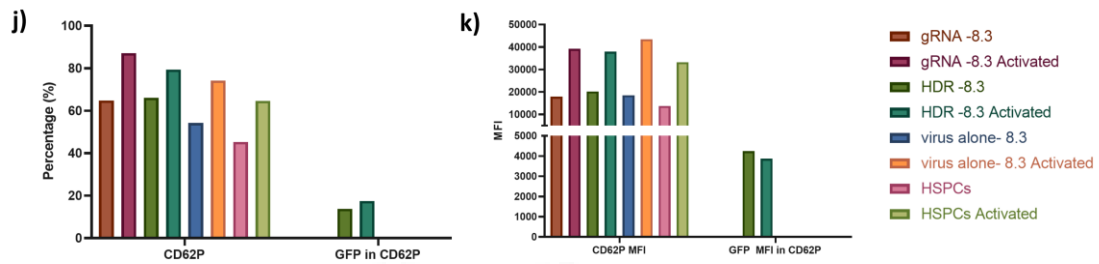 j)
Percentage (%)
100
80
60
40
20
0
CD62P
GFP in CD62P
k)
MFI
50000
40000
30000
20000
10000
5000
4000
3000
2000
1000
0
CD62P MFI
GFP MFI in CD62P
gRNA -8.3
gRNA -8.3 Activated
HDR -8.3
HDR -8.3 Activated
virus alone- 8.3
virus alone- 8.3 Activated
HSPCs
HSPCs Activated